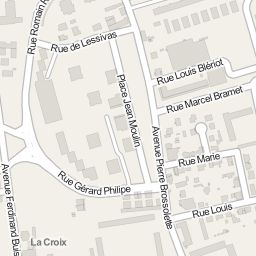 Rue Romain R
Rue de Lessivas
Place Jean Moulin
Rue Louis Blériot
Rue Marcel Bramet
Avenue Pierre Brossolette
Rue Marie
Rue Gérard Philipe
Rue Louis
Avenue Ferdinand Buis
La Croix